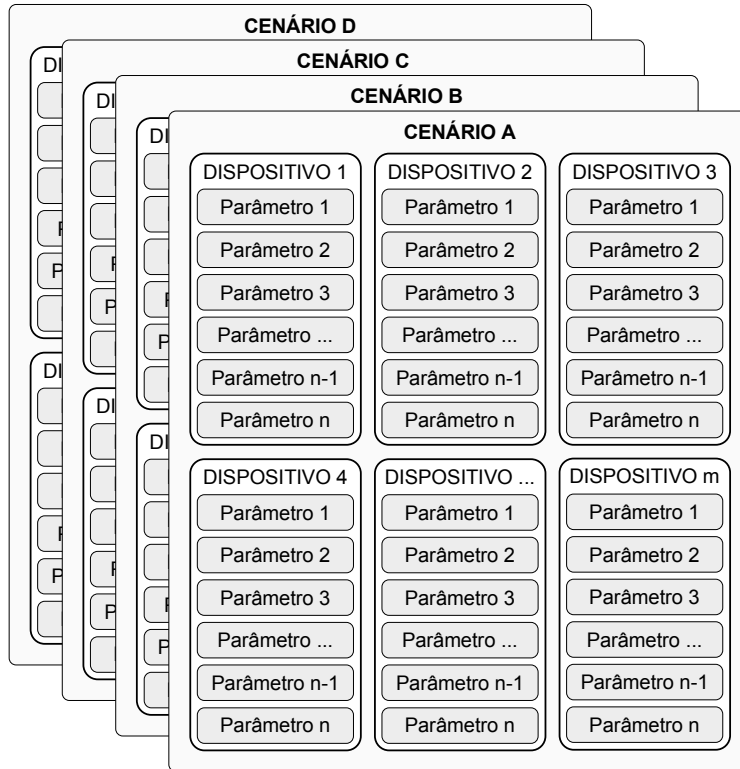 CENÁRIO D
CENÁRIO C
CENÁRIO B
CENÁRIO A
DISPOSITIVO 1
Parâmetro 1
Parâmetro 2
Parâmetro 3
Parâmetro ...
Parâmetro n-1
Parâmetro n
DISPOSITIVO 2
Parâmetro 1
Parâmetro 2
Parâmetro 3
Parâmetro ...
Parâmetro n-1
Parâmetro n
DISPOSITIVO 3
Parâmetro 1
Parâmetro 2
Parâmetro 3
Parâmetro ...
Parâmetro n-1
Parâmetro n
DISPOSITIVO 4
Parâmetro 1
Parâmetro 2
Parâmetro 3
Parâmetro ...
Parâmetro n-1
Parâmetro n
DISPOSITIVO ...
Parâmetro 1
Parâmetro 2
Parâmetro 3
Parâmetro ...
Parâmetro n-1
Parâmetro n
DISPOSITIVO m
Parâmetro 1
Parâmetro 2
Parâmetro 3
Parâmetro ...
Parâmetro n-1
Parâmetro n